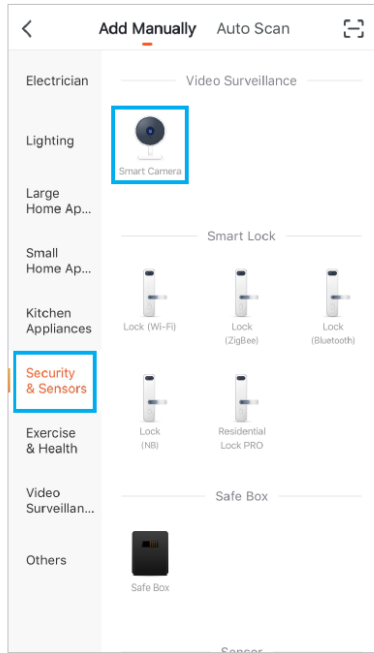 Add Manually Auto Scan
Electrician
Lighting
Large
Home Ap...
Small
Home Ap...
Kitchen
Appliances
Security
& Sensors
Exercise
& Health
Video
Surveillan...
Others
Video Surveillance
Smart Camera
Smart Lock
Lock (Wi-Fi)
Lock
(ZigBee)
Lock
(Bluetooth)
Lock
(NB)
Residential
Lock PRO
Safe Box
Safe Box
Sensor